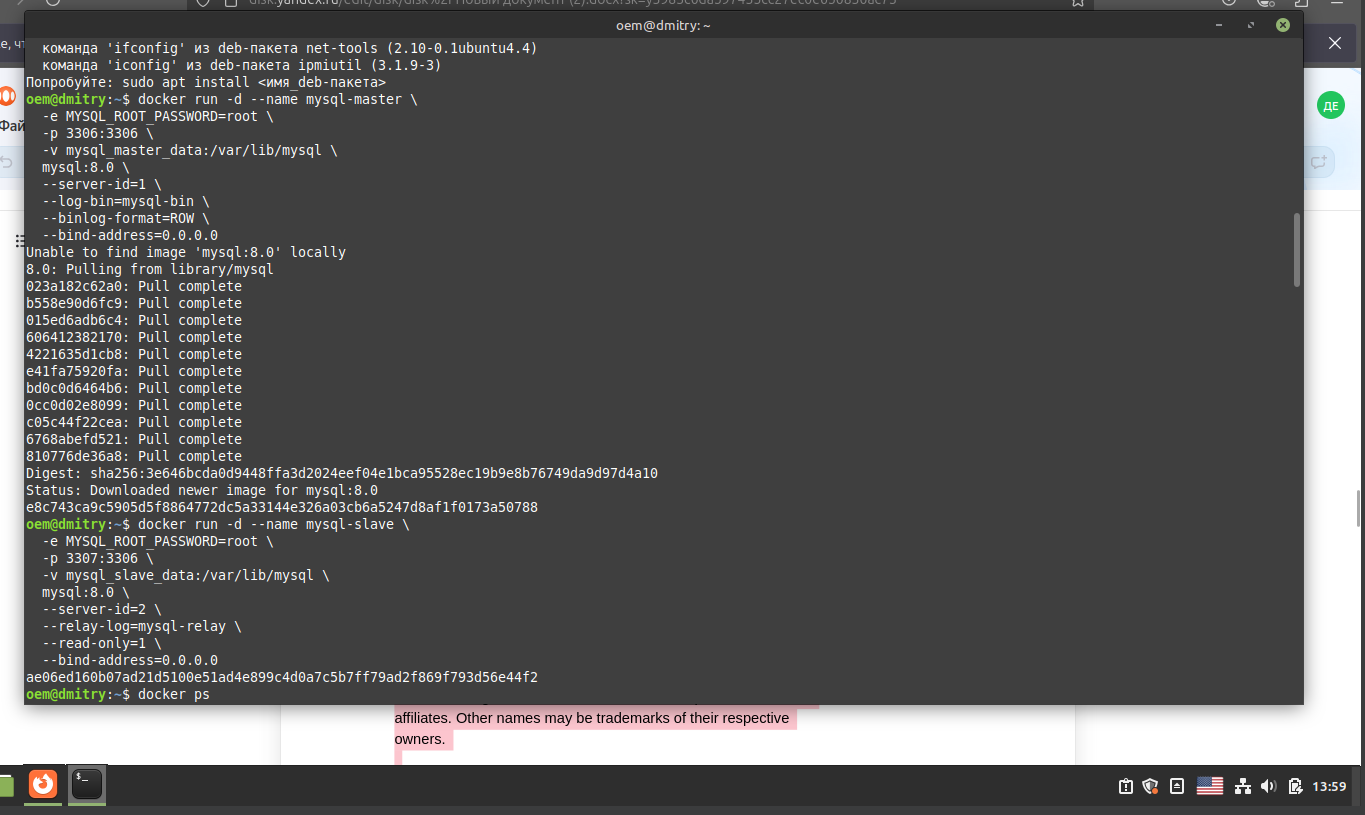 oem@dmitry: ~
команда 'ifconfig' из deb-пакета net-tools (2.10-0.1ubuntu4.4)
команда 'iconfig' из deb-пакета ipmiutil (3.1.9-3)
Попробуйте: sudo apt install <имя_deb-пакета>
oem@dmitry:~$ docker run -d --name mysql-master \
-e MYSQL_ROOT_PASSWORD=root \
-p 3306:3306 \
-v mysql_master_data:/var/lib/mysql \
mysql:8.0 \
--server-id=1 \
--log-bin=mysql-bin \
--binlog-format=ROW \
--bind-address=0.0.0.0
Unable to find image 'mysql:8.0' locally
8.0: Pulling from library/mysql
023a182c62a0: Pull complete
b558e90d6fc9: Pull complete
015ed6adb6c4: Pull complete
606412382170: Pull complete
4221635d1cb8: Pull complete
e41fa75920fa: Pull complete
bd0c0d6464b6: Pull complete
0cc0d02e8099: Pull complete
c05c44f22cea: Pull complete
6768abefd521: Pull complete
810776de36a8: Pull complete
Digest: sha256:3e646bcda0d9448ffa3d2024eef04e1bca95528ec19b9e8b76749da9d97d4a10
Status: Downloaded newer image for mysql:8.0
e8c743ca9c5905d5f8864772dc5a33144e326a03cb6a5247d8af1f0173a50788
oem@dmitry:~$ docker run -d --name mysql-slave \
-e MYSQL_ROOT_PASSWORD=root \
-p 3307:3306 \
-v mysql_slave_data:/var/lib/mysql \
mysql:8.0 \
--server-id=2 \
--relay-log=mysql-relay \
--read-only=1 \
--bind-address=0.0.0.0
ae06ed160b07ad21d5100e51ad4e899c4d0a7c5b7ff79ad2f869f793d56e44f2
oem@dmitry:~$ docker ps
ДЕ
affiliates. Other names may be trademarks of their respective
owners.
13:59